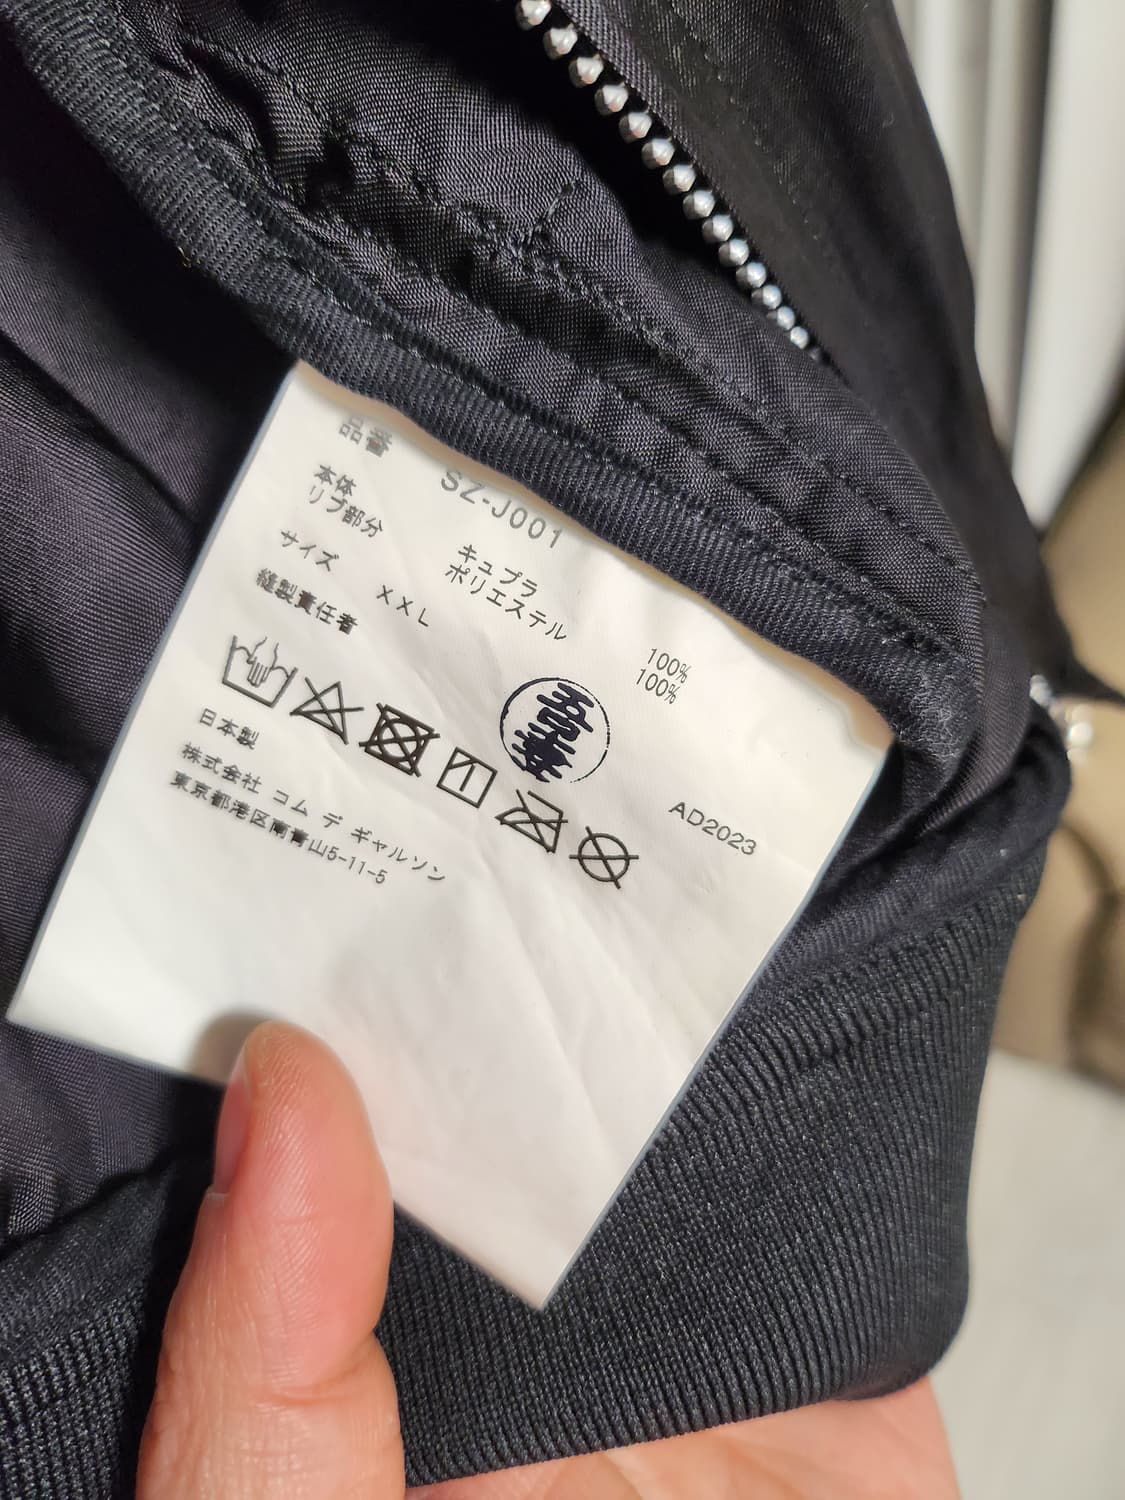 品番 SZ-J001
本体 キュプラ 100%
リブ部分 ポリエステル 100%
サイズ XXL
縫製責任者
AD2023
日本製
株式会社 コム デ ギャルソン
東京都港区南青山5-11-5